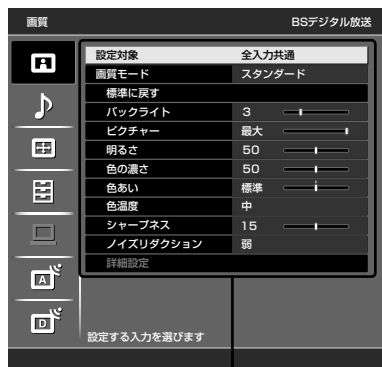 画質 BSデジタル放送
設定対象 全入力共通
画質モード スタンダード
標準に戻す
バックライト 3
ピクチャー 最大
明るさ 50
色の濃さ 50
色あい 標準
色温度 中
シャープネス 15
ノイズリダクション 弱
詳細設定
A
D
設定する入力を選びます